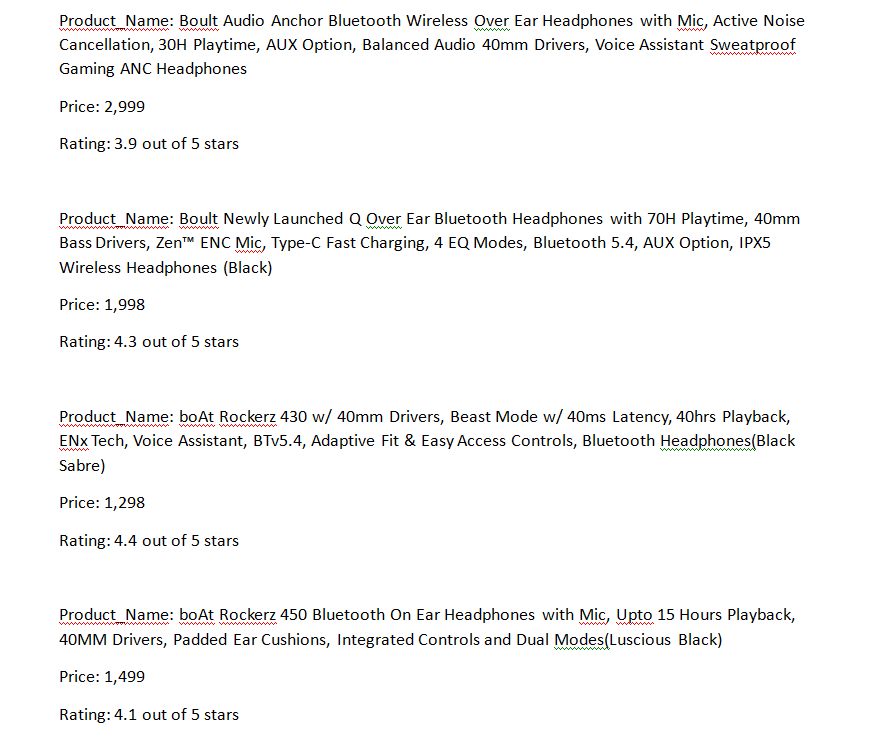 Product_Name: Boult Audio Anchor Bluetooth Wireless Over Ear Headphones with Mic, Active Noise
Cancellation, 30H Playtime, AUX Option, Balanced Audio 40mm Drivers, Voice Assistant Sweatproof
Gaming ANC Headphones
Price: 2,999
Rating: 3.9 out of 5 stars
Product_Name: Boult Newly Launched Q Over Ear Bluetooth Headphones with 70H Playtime, 40mm
Bass Drivers, Zen™ ENC Mic, Type-C Fast Charging, 4 EQ Modes, Bluetooth 5.4, AUX Option, IPX5
Wireless Headphones (Black)
Price: 1,998
Rating: 4.3 out of 5 stars
Product_Name: boAt Rockerz 430 w/ 40mm Drivers, Beast Mode w/ 40ms Latency, 40hrs Playback,
ENx Tech, Voice Assistant, BTv5.4, Adaptive Fit & Easy Access Controls, Bluetooth Headphones(Black
Sabre)
Price: 1,298
Rating: 4.4 out of 5 stars
Product_Name: boAt Rockerz 450 Bluetooth On Ear Headphones with Mic, Upto 15 Hours Playback,
40MM Drivers, Padded Ear Cushions, Integrated Controls and Dual Modes(Luscious Black)
Price: 1,499
Rating: 4.1 out of 5 stars